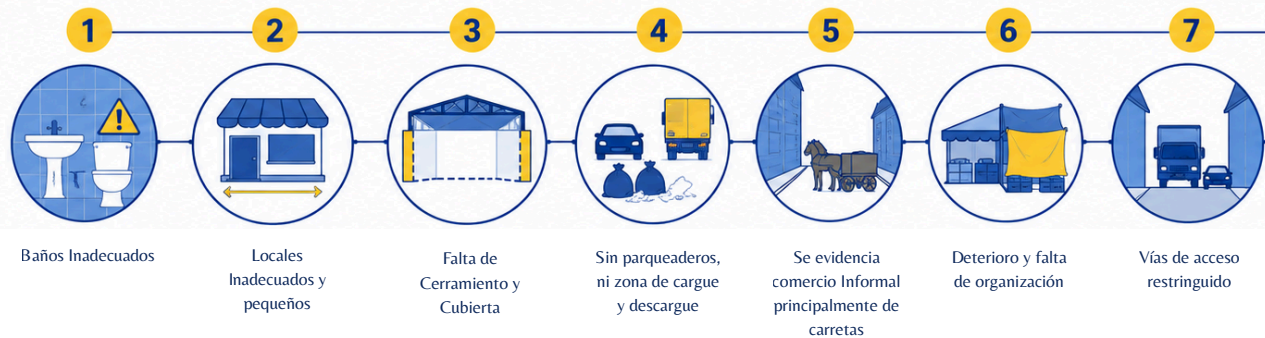 1
2
3
4
5
6
7
Baños Inadecuados
Locales
Inadecuados y
pequeños
Falta de
Cerramiento y
Cubierta
Sin parqueaderos,
ni zona de cargue
y descargue
Se evidencia
comercio Informal
principalmente de
carretas
Deterioro y falta
de organización
Vías de acceso
restringuido